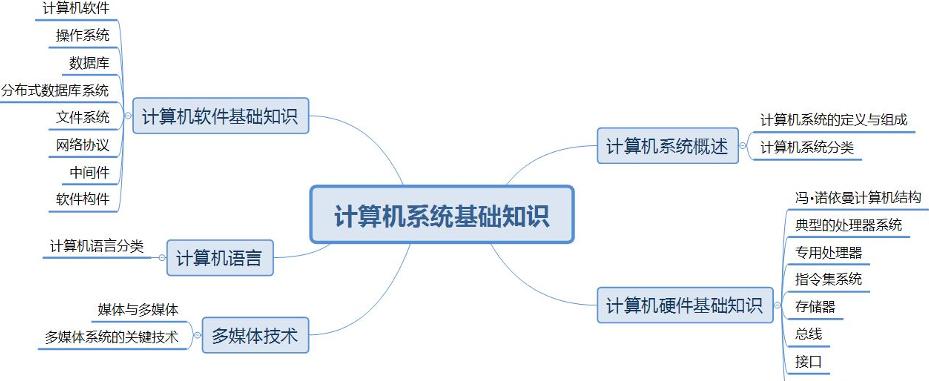 计算机系统基础知识
计算机系统概述
计算机系统的定义与组成
计算机系统分类
计算机硬件基础知识
冯·诺依曼计算机结构
典型的处理器系统
专用处理器
指令集系统
存储器
总线
接口
计算机软件基础知识
计算机软件
操作系统
数据库
分布式数据库系统
文件系统
网络协议
中间件
软件构件
计算机语言
计算机语言分类
多媒体技术
媒体与多媒体
多媒体系统的关键技术